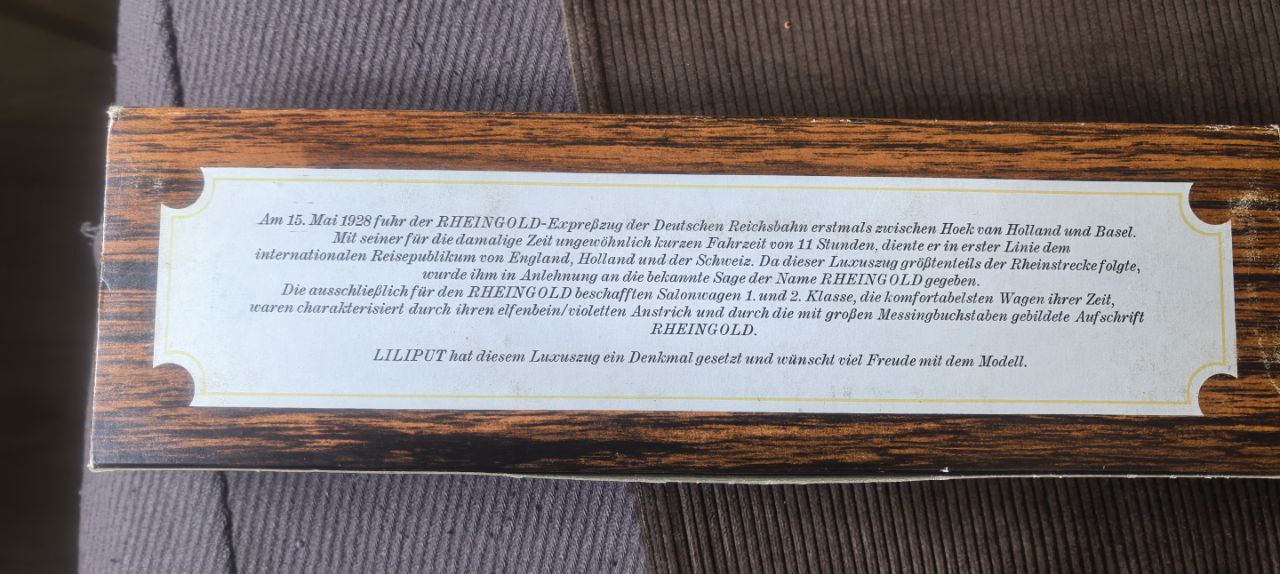 Am 15. Mai 1928 fuhr der RHEINGOLD-Expreßzug der Deutschen Reichsbahn erstmals zwischen Hoek van Holland und Basel.
Mit seiner für die damalige Zeit ungewöhnlich kurzen Fahrzeit von 11 Stunden, diente er in erster Linie dem
internationalen Reisepublikum von England, Holland und der Schweiz. Da dieser Luxuszug größtenteils der Rheinstrecke folgte,
wurde ihm in Anlehnung an die bekannte Sage der Name RHEINGOLD gegeben.
Die ausschließlich für den RHEINGOLD beschafften Salonwagen 1. und 2. Klasse, die komfortabelsten Wagen ihrer Zeit,
waren charakterisiert durch ihren elfenbein/violetten Anstrich und durch die mit großen Messingbuchstaben gebildete Aufschrift
RHEINGOLD.
LILIPUT hat diesem Luxuszug ein Denkmal gesetzt und wünscht viel Freude mit dem Modell.